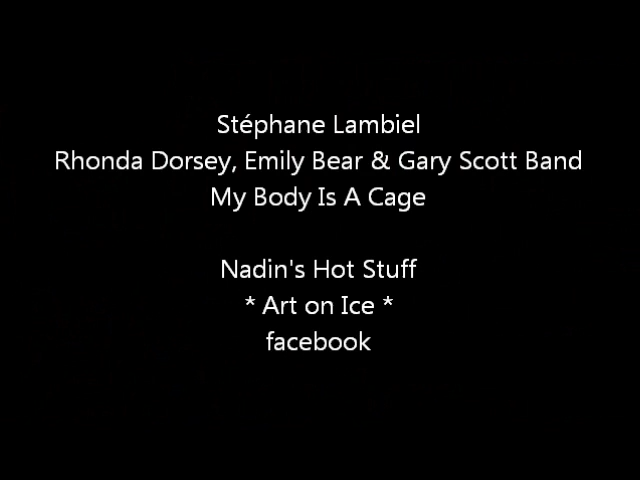 Stéphane Lambiel
Rhonda Dorsey, Emily Bear & Gary Scott Band
My Body Is A Cage
Nadin's Hot Stuff
* Art on Ice *
facebook